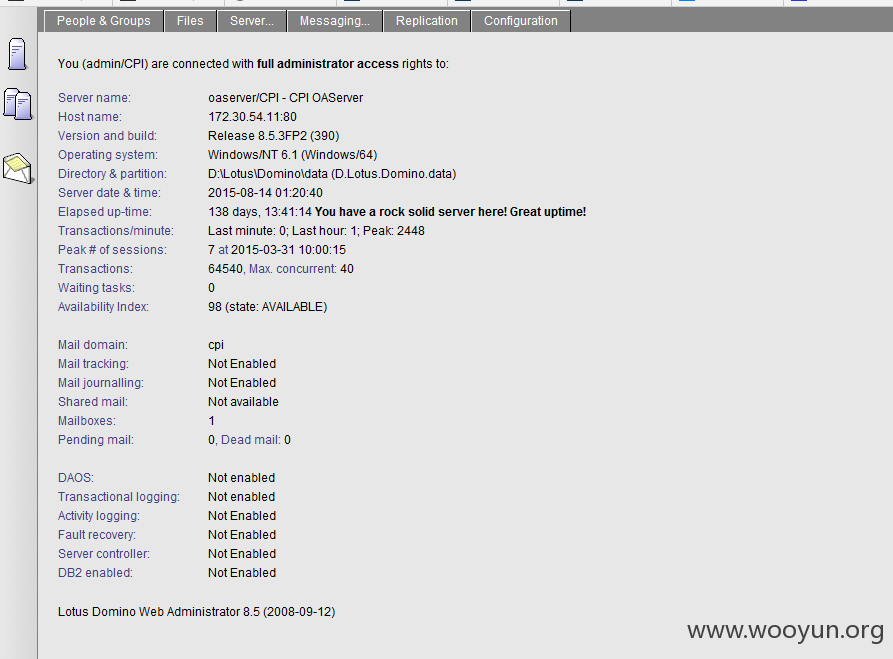 People & Groups Files Server... Messaging... Replication Configuration
You (admin/CPI) are connected with full administrator access rights to:
Server name: oaserver/CPI - CPI OAServer
Host name: 172.30.54.11:80
Version and build: Release 8.5.3FP2 (390)
Operating system: Windows/NT 6.1 (Windows/64)
Directory & partition: D:\Lotus\Domino\data (D.Lotus.Domino.data)
Server date & time: 2015-08-14 01:20:40
Elapsed up-time: 138 days, 13:41:14 You have a rock solid server here! Great uptime!
Transactions/minute: Last minute: 0; Last hour: 1; Peak: 2448
Peak # of sessions: 7 at 2015-03-31 10:00:15
Transactions: 64540, Max. concurrent: 40
Waiting tasks: 0
Availability Index: 98 (state: AVAILABLE)
Mail domain: cpi
Mail tracking: Not Enabled
Mail journalling: Not Enabled
Shared mail: Not available
Mailboxes: 1
Pending mail: 0, Dead mail: 0
DAOS: Not enabled
Transactional logging: Not enabled
Activity logging: Not Enabled
Fault recovery: Not Enabled
Server controller: Not Enabled
DB2 enabled: Not Enabled
Lotus Domino Web Administrator 8.5 (2008-09-12)
www.wooyun.org